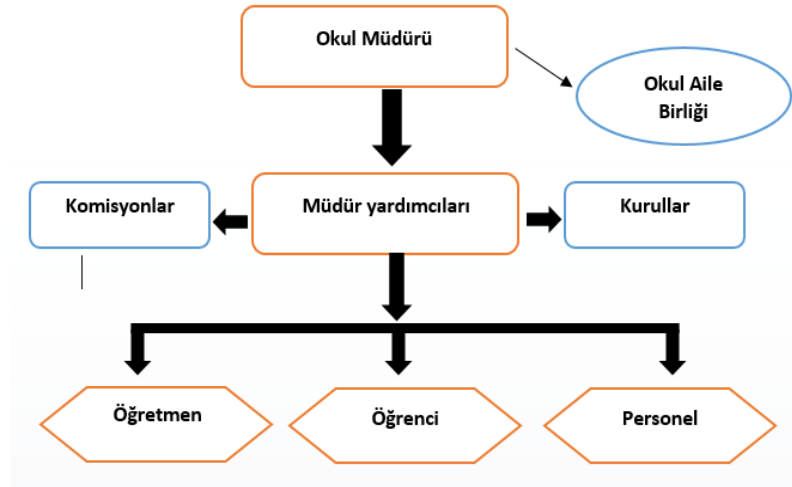 Okul Müdürü
Okul Aile
Birliği
Komisyonlar
Müdür yardımcıları
Kurullar
Öğretmen
Öğrenci
Personel